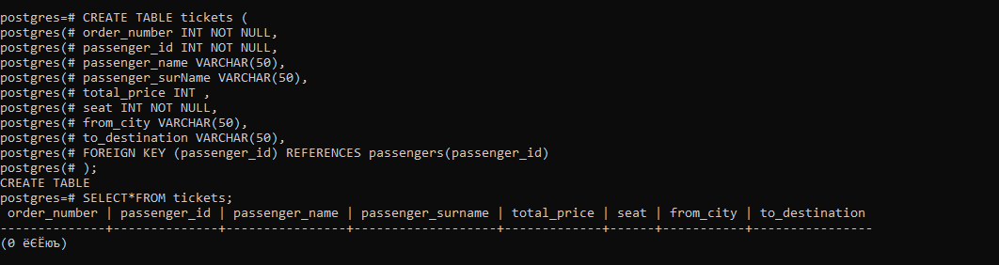 postgres=# CREATE TABLE tickets (
postgres(# order_number INT NOT NULL,
postgres(# passenger_id INT NOT NULL,
postgres(# passenger_name VARCHAR(50),
postgres(# passenger_surName VARCHAR(50),
postgres(# total_price INT ,
postgres(# seat INT NOT NULL,
postgres(# from_city VARCHAR(50),
postgres(# to_destination VARCHAR(50),
postgres(# FOREIGN KEY (passenger_id) REFERENCES passengers(passenger_id)
postgres(# );
CREATE TABLE
postgres=# SELECT*FROM tickets;
 order_number | passenger_id | passenger_name | passenger_surname | total_price | seat | from_city | to_destination
--------------+--------------+----------------+-------------------+-------------+------+-----------+----------------
(0 ёЄЁюъ)